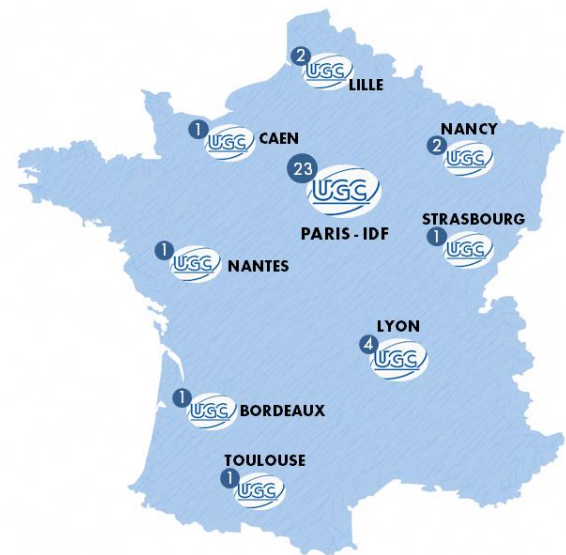 2
UGC
LILLE
1
UGC
CAEN
NANCY
2
UGC
23
UGC
PARIS - IDF
STRASBOURG
1
UGC
1
UGC
NANTES
LYON
4
UGC
1
UGC
BORDEAUX
TOULOUSE
1
UGC